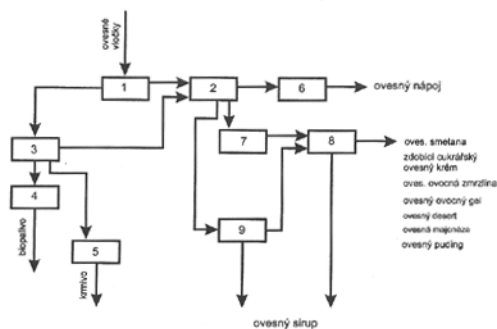 ovesné
vločky
1
2
6
ovesný nápoj
3
7
8
oves. smetana
zdobící cukrářský
ovesný krém
oves. ovocná zmrzlina
ovesný ovocný gel
ovesný desert
ovesná majonéza
ovesný puding
4
9
5
biopalivo
krmivo
ovesný sirup